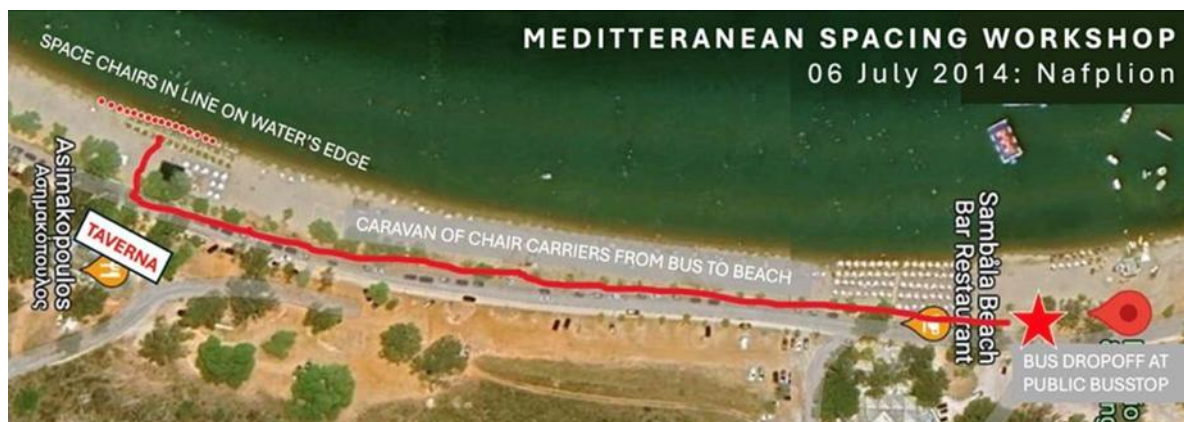 MEDITTERANEAN SPACING WORKSHOP
06 July 2014: Nafplion
SPACE CHAIRS IN LINE ON WATER'S EDGE
CARAVAN OF CHAIR CARRIERS FROM BUS TO BEACH
TAVERNA
Asimakopoulos
Ασημακόπουλος
Sambala Beach
Bar Restaurant
BUS DROPOFF AT
PUBLIC BUSSTOP